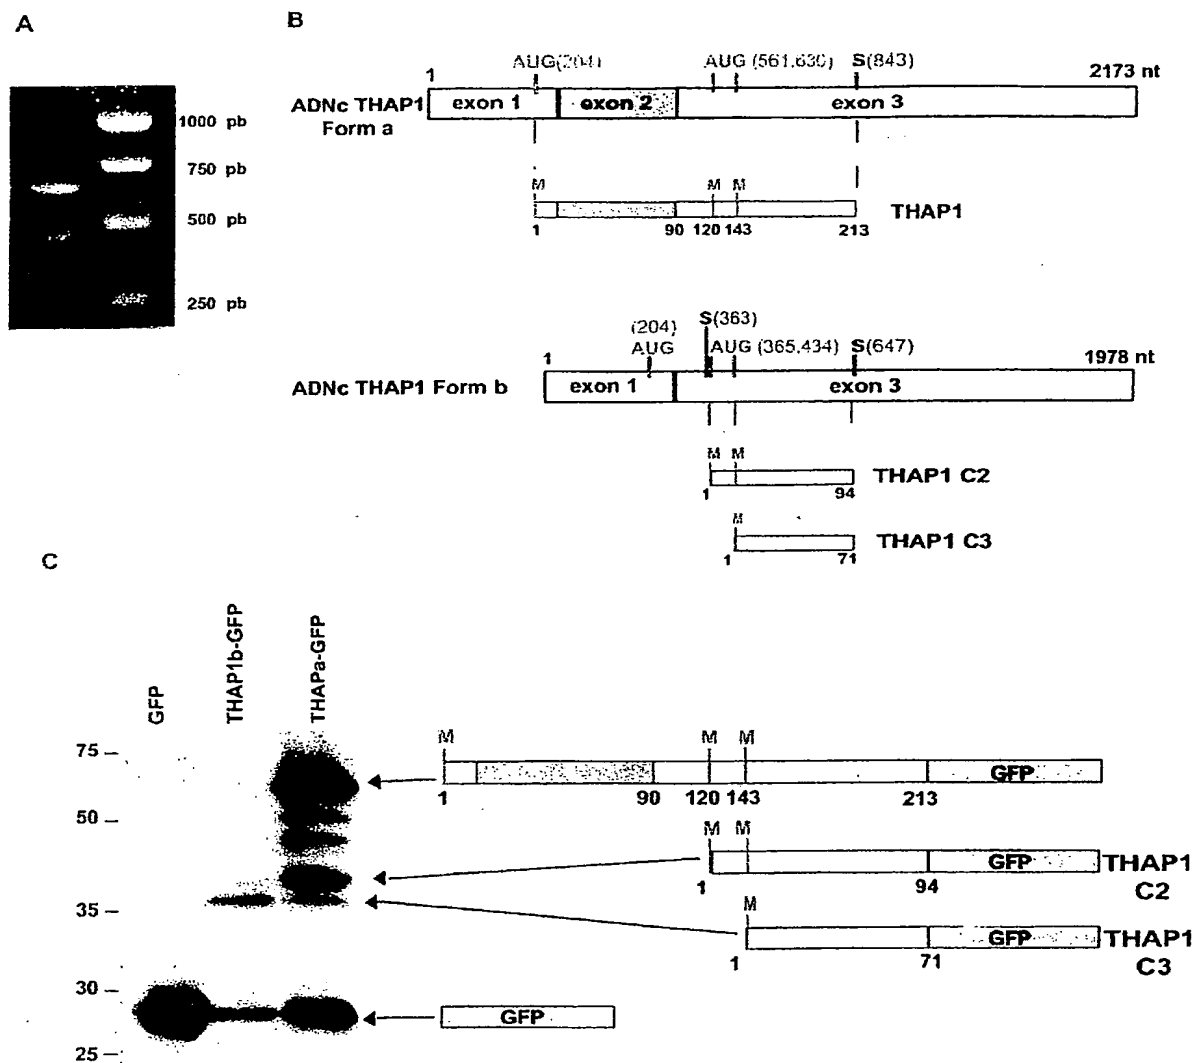 A
1000 pb
750 pb
500 pb
250 pb
B
1
AUG(204)
AUG (561,630)
S(843)
2173 nt
ADNc THAP1
Form a
exon 1
exon 2
exon 3
M
M M
THAP1
1
90 120 143
213
1
(204)
AUG
S(363)
AUG (365,434)
S(647)
1978 nt
ADNc THAP1 Form b
exon 1
exon 3
M M
THAP1 C2
1
94
M
THAP1 C3
1
71
C
GFP
THAP1b-GFP
THAPa-GFP
75
50
35
30
25
M
M M
GFP
1
90 120 143
213
M M
GFP
THAP1
C2
1
94
M
GFP
THAP1
C3
1
71
GFP